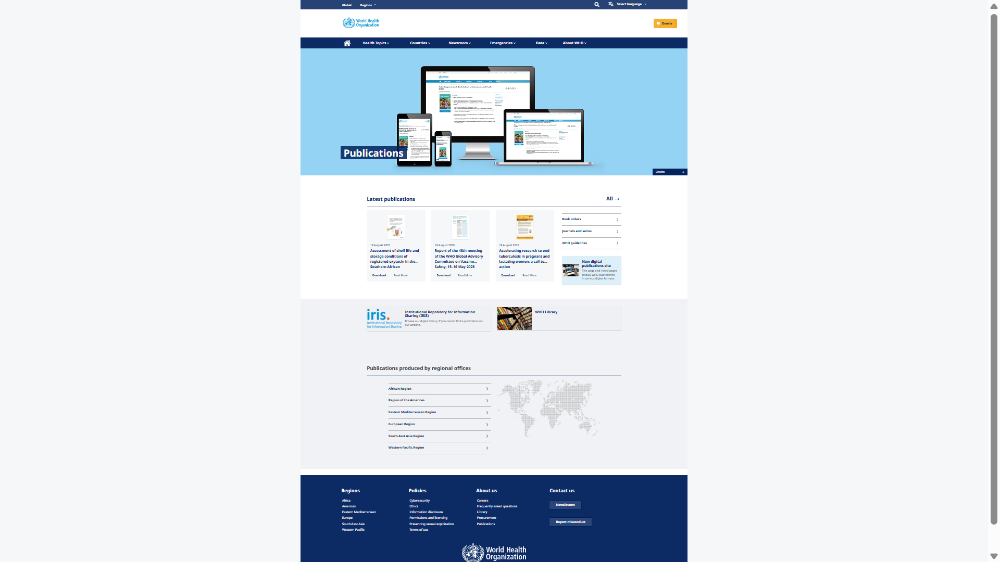 Global
Regions
Select language
World Health
Organization
Donate
Health Topics
Countries
Newsroom
Emergencies
Data
About WHO
Publications
Credits
Latest publications
All
19 August 2025
Assessment of shelf life and
storage conditions of
registered oxytocin in the...
Southern African
Download
Read More
19 August 2025
Report of the 48th meeting
of the WHO Global Advisory
Committee on Vaccine...
Safety, 15–16 May 2025
Download
Read More
19 August 2025
Accelerating research to end
tuberculosis in pregnant and
lactating women: a call to...
action
Download
Read More
Book orders
Journals and series
WHO guidelines
New digital
publications site
This page and linked pages
display WHO publications
in various digital formats.
iris.
Institutional Repository
for Information Sharing
Institutional Repository for Information
Sharing (IRIS)
Browse our digital library, if you cannot find a publication on
our website.
WHO Library
Publications produced by regional offices
African Region
Region of the Americas
Eastern Mediterranean Region
European Region
South-East Asia Region
Western Pacific Region
Regions
Africa
Americas
Eastern Mediterranean
Europe
South-East Asia
Western Pacific
Policies
Cybersecurity
Ethics
Information disclosure
Permissions and licensing
Preventing sexual exploitation
Terms of use
About us
Careers
Frequently asked questions
Library
Procurement
Publications
Contact us
Newsletters
Report misconduct
World Health
Organization